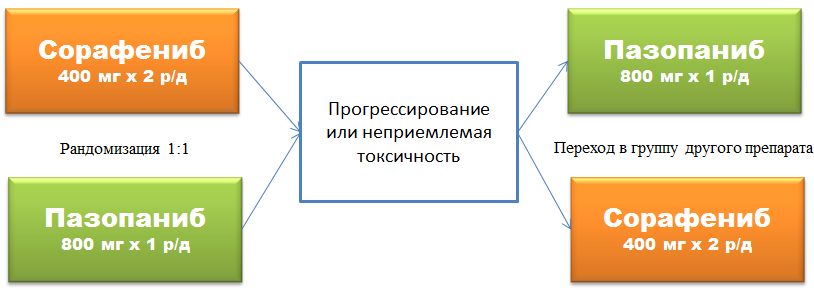 Сорафениб
400 мг х 2 р/д
Рандомизация 1:1
Пазопаниб
800 мг х 1 р/д
Прогрессирование
или неприемлемая
токсичность
Пазопаниб
800 мг х 1 р/д
Переход в группу другого препарата
Сорафениб
400 мг х 2 р/д